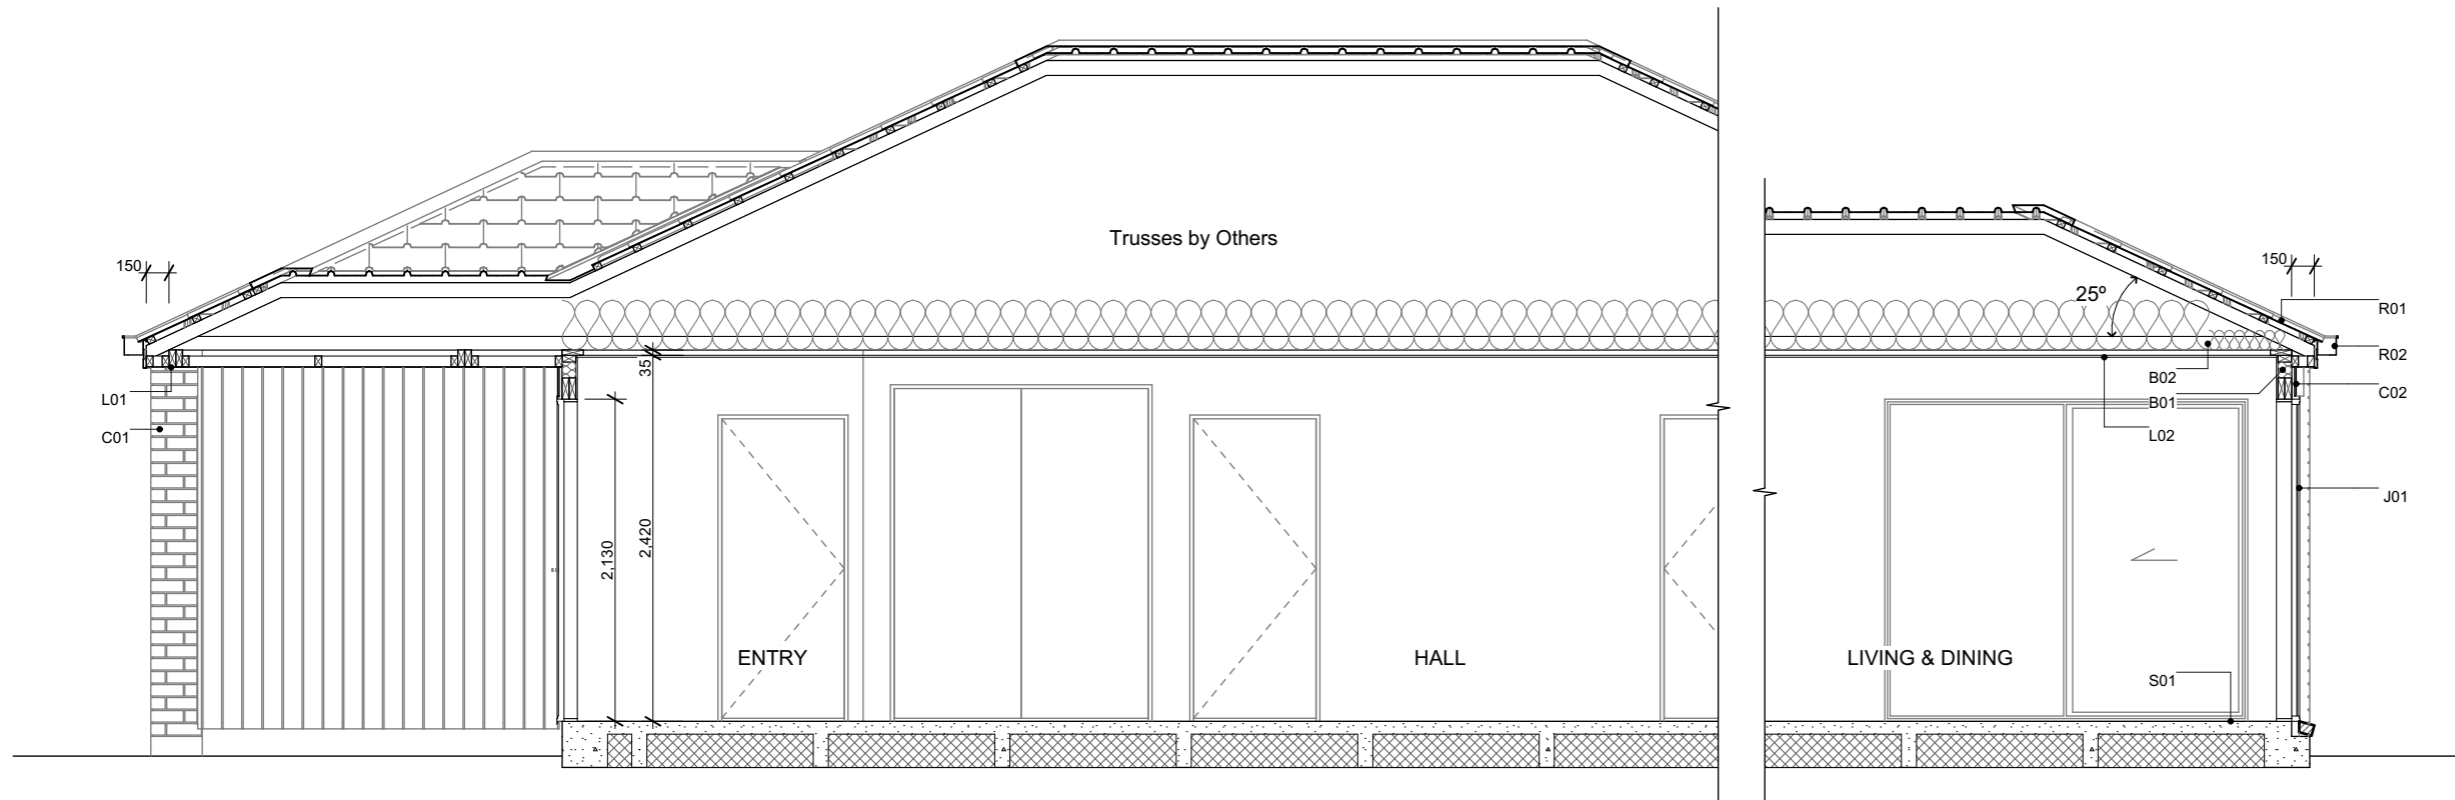 Trusses by Others
150
150
25º
R01
R02
35
L01
B02
C02
B01
C01
L02
J01
2,420
2,130
ENTRY
HALL
LIVING & DINING
S01